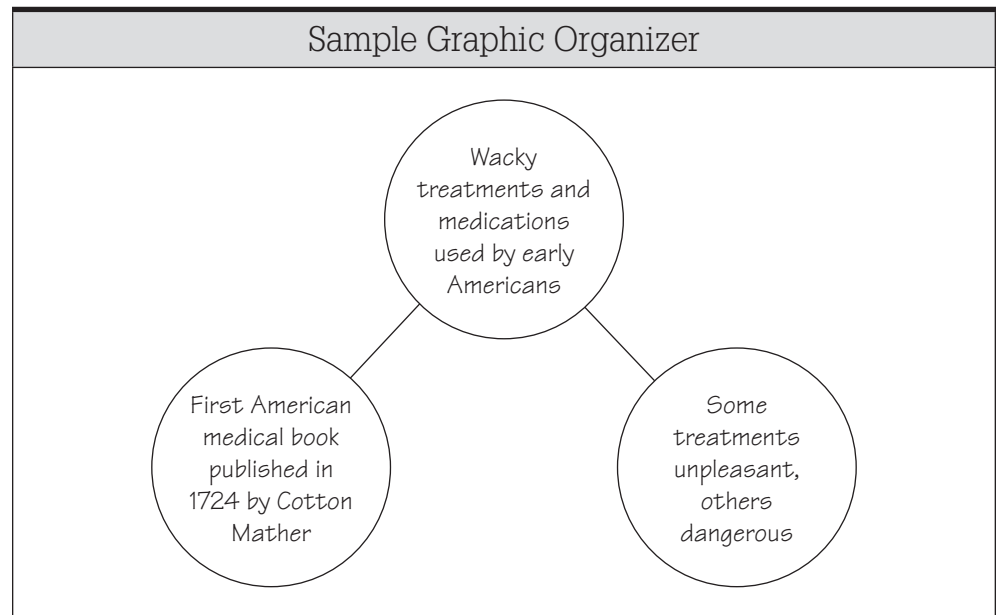 Sample Graphic Organizer
Wacky
treatments and
medications
used by early
Americans
First American
medical book
published in
1724 by Cotton
Mather
Some
treatments
unpleasant,
others
dangerous